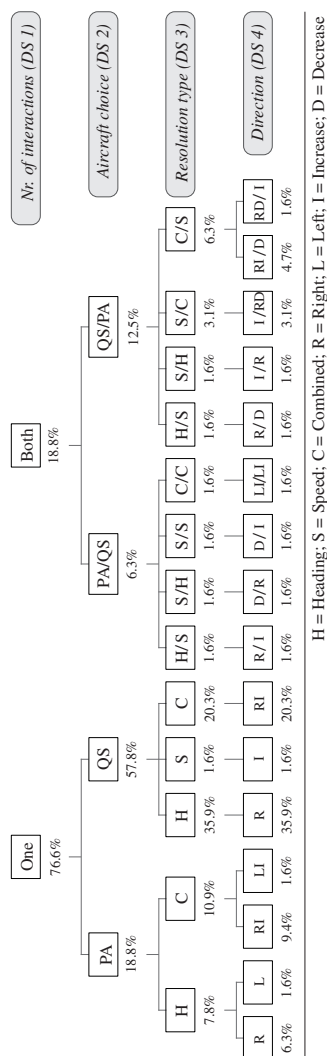 One
Both
Nr. of interactions (DS 1)
76.6%
18.8%
PA
QS
PA/QS
QS/PA
Aircraft choice (DS 2)
18.8%
57.8%
6.3%
12.5%
H
C
H
S
C
H/S
S/H
S/S
C/C
H/S
S/H
S/C
C/S
Resolution type (DS 3)
7.8%
10.9%
35.9%
1.6%
20.3%
1.6%
1.6%
1.6%
1.6%
1.6%
1.6%
3.1%
6.3%
R
L
RI
LI
R
I
RI
R/I
D/R
D/I
LI/LI
R/D
I/R
I/RD
RI/D
RD/I
Direction (DS 4)
6.3%
1.6%
9.4%
1.6%
35.9%
1.6%
20.3%
1.6%
1.6%
1.6%
1.6%
1.6%
1.6%
3.1%
4.7%
1.6%
H = Heading; S = Speed; C = Combined; R = Right; L = Left; I = Increase; D = Decrease